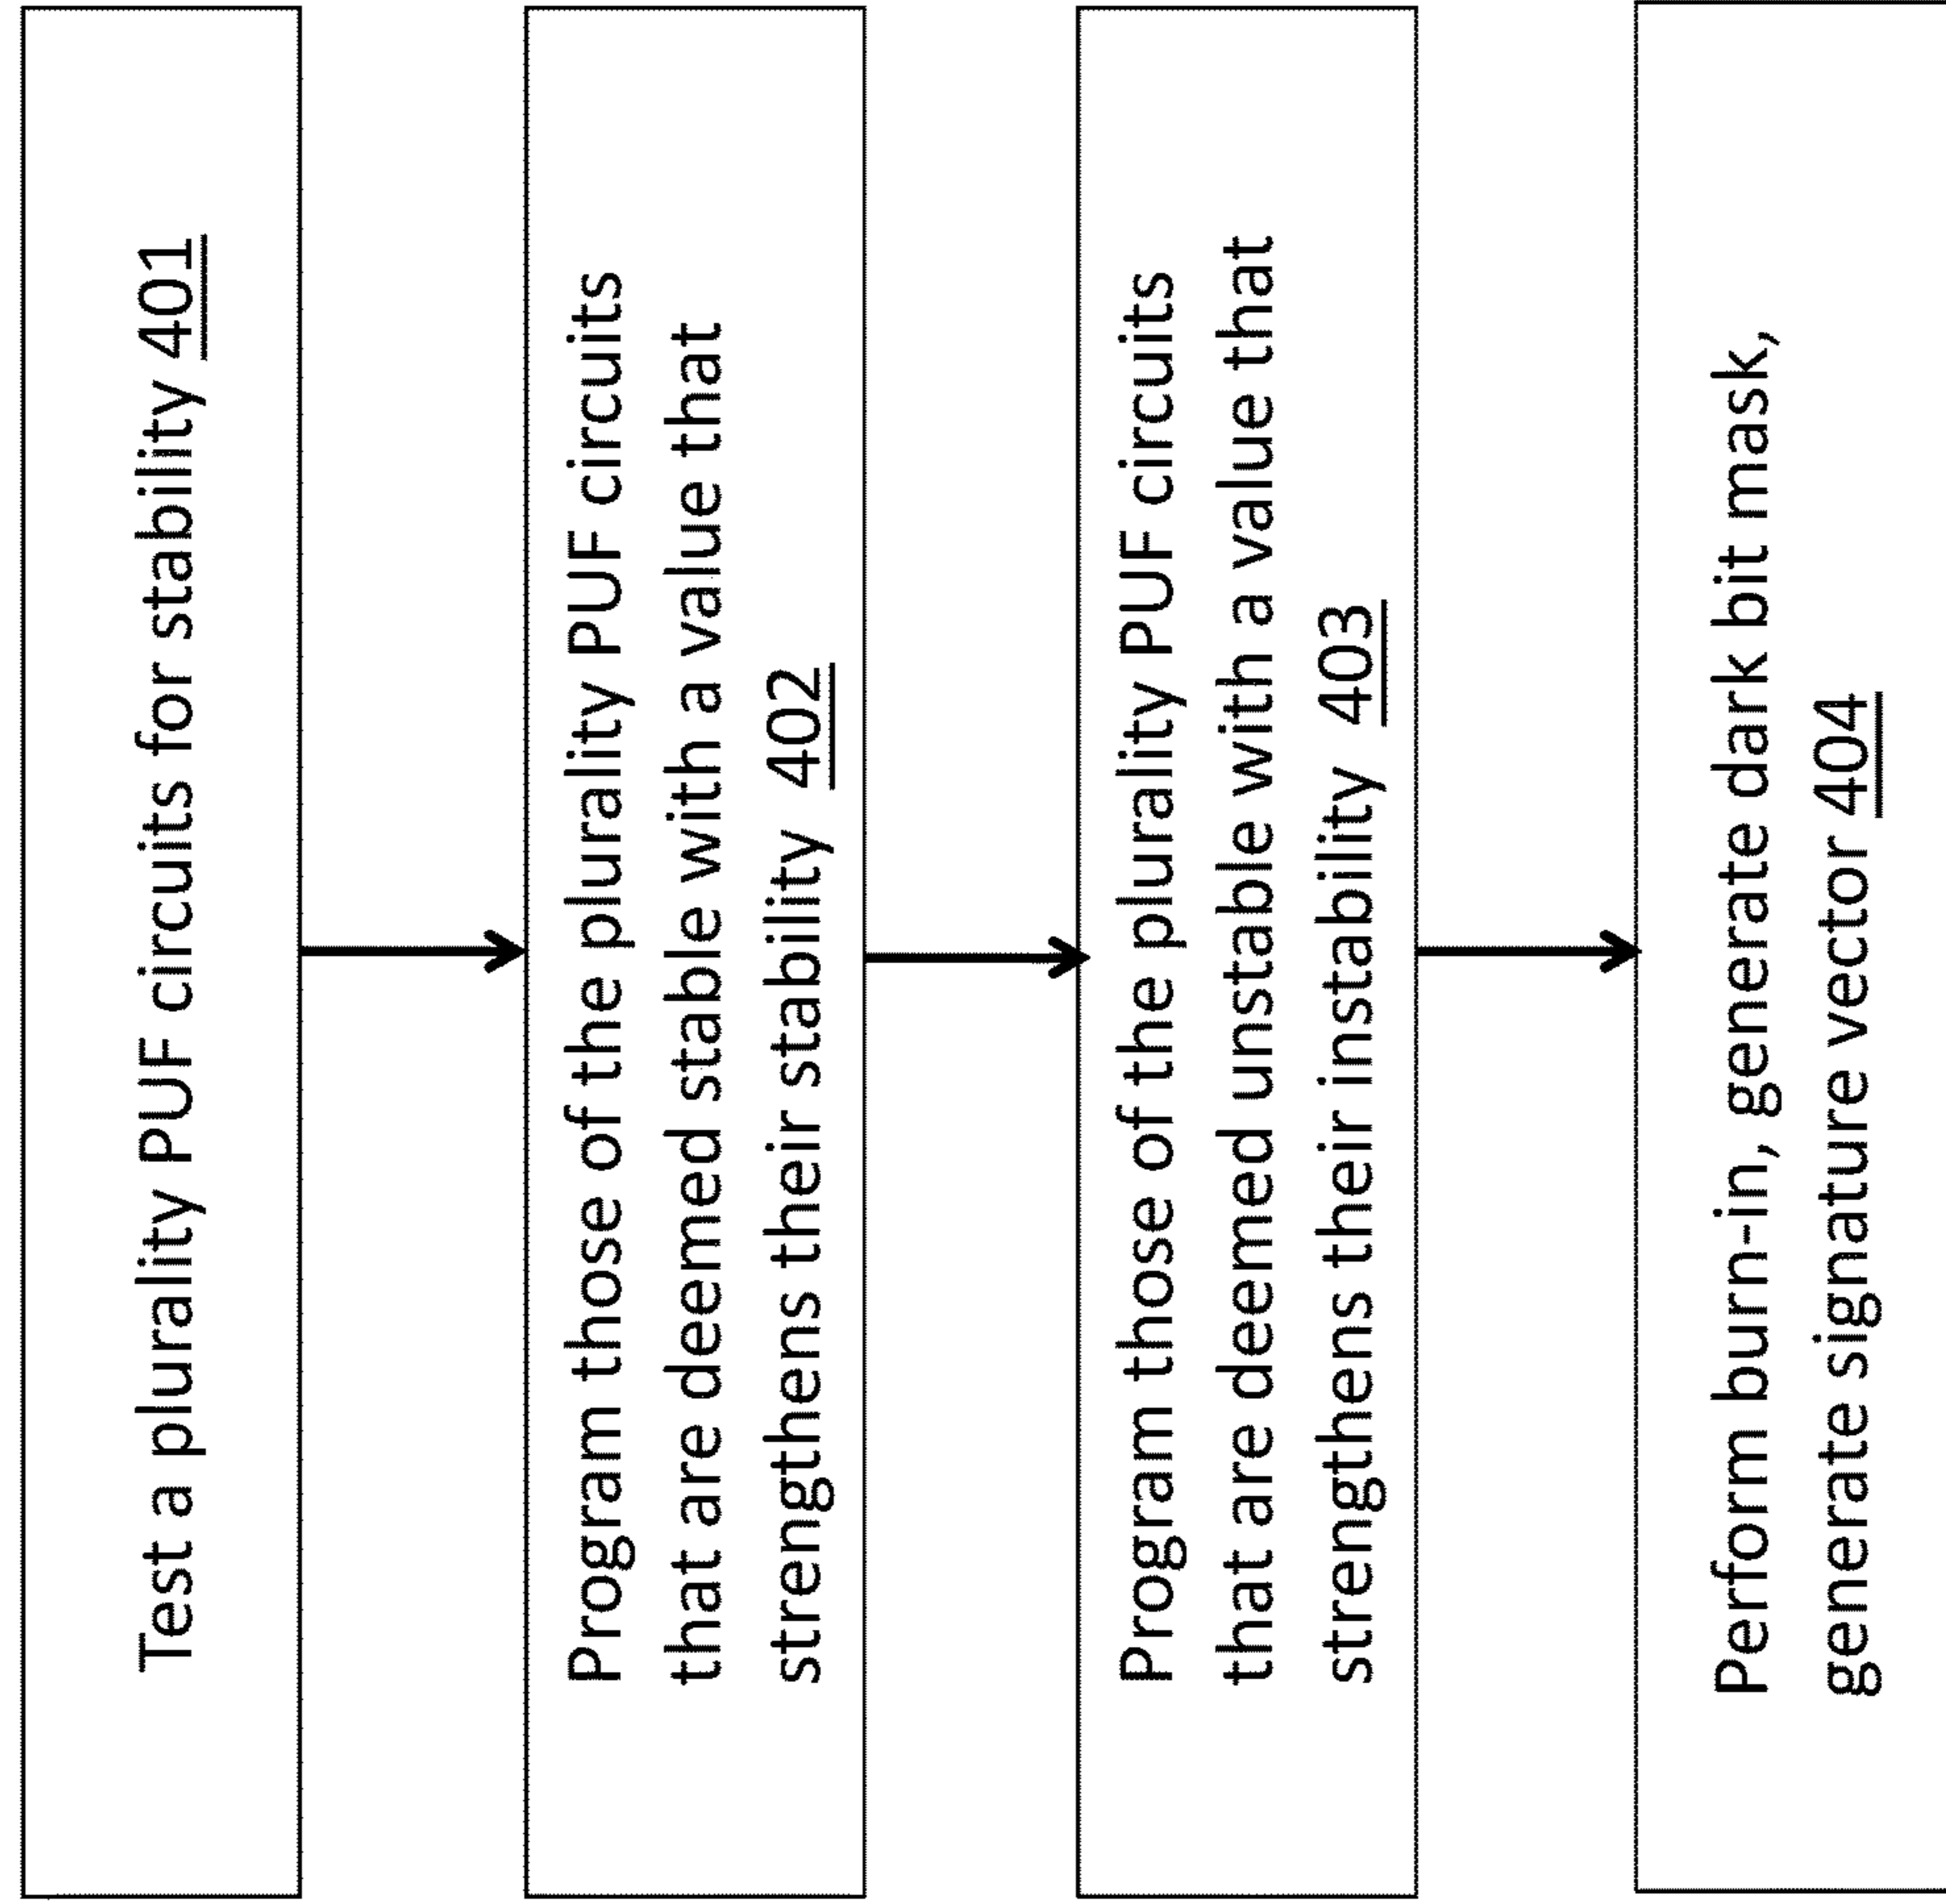 Test a plurality PUF circuits for stability 401
Program those of the plurality PUF circuits
that are deemed stable with a value that
strengthens their stability 402
Program those of the plurality PUF circuits
that are deemed unstable with a value that
strengthens their instability 403
Perform burn-in, generate dark bit mask,
generate signature vector 404